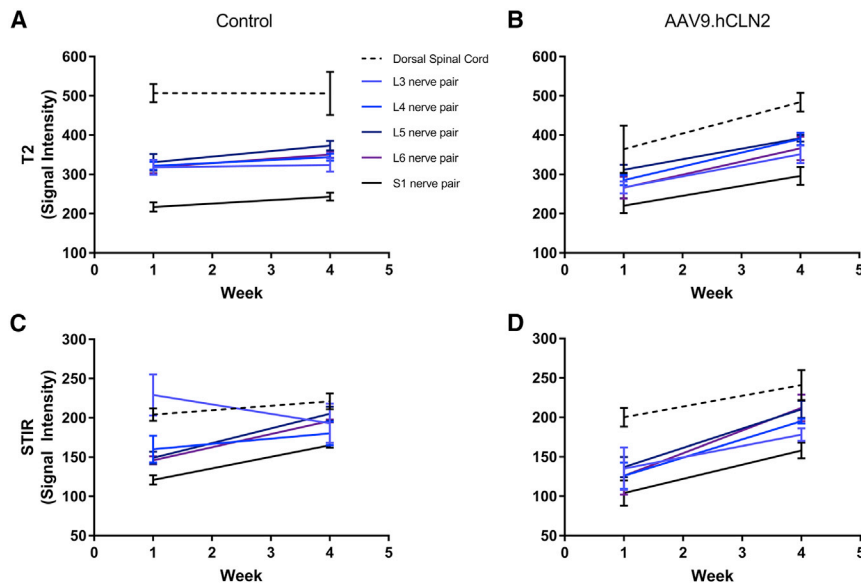 A Control
B AAV9.hCLN2
T2
(Signal Intensity)
600
500
400
300
200
100
0 1 2 3 4 5
Week
Dorsal Spinal Cord
L3 nerve pair
L4 nerve pair
L5 nerve pair
L6 nerve pair
S1 nerve pair
600
500
400
300
200
100
0 1 2 3 4 5
Week
C
STIR
(Signal Intensity)
300
250
200
150
100
50
0 1 2 3 4 5
Week
D
300
250
200
150
100
50
0 1 2 3 4 5
Week